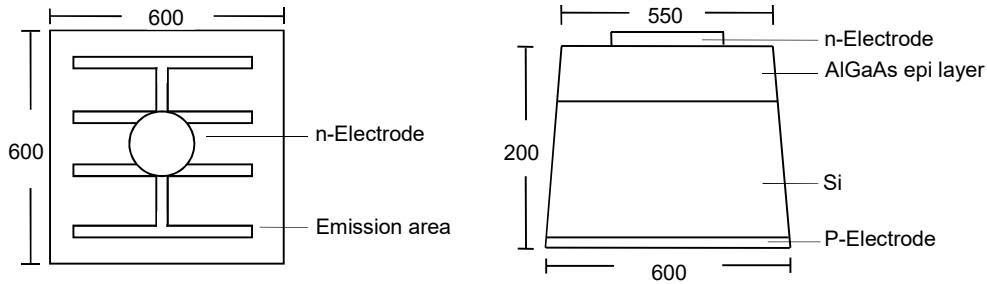 600
600
n-Electrode
Emission area
550
n-Electrode
AlGaAs epi layer
200
Si
P-Electrode
600